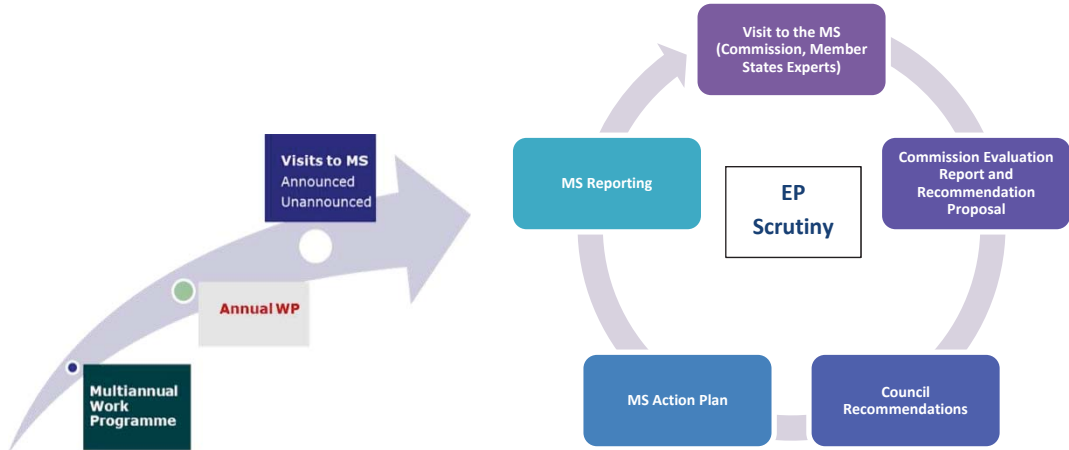 Visits to MS
Announced
Unannounced
Annual WP
Multiannual
Work
Programme
Visit to the MS
(Commission, Member
States Experts)
Commission Evaluation
Report and
Recommendation
Proposal
Council
Recommendations
MS Action Plan
MS Reporting
EP
Scrutiny